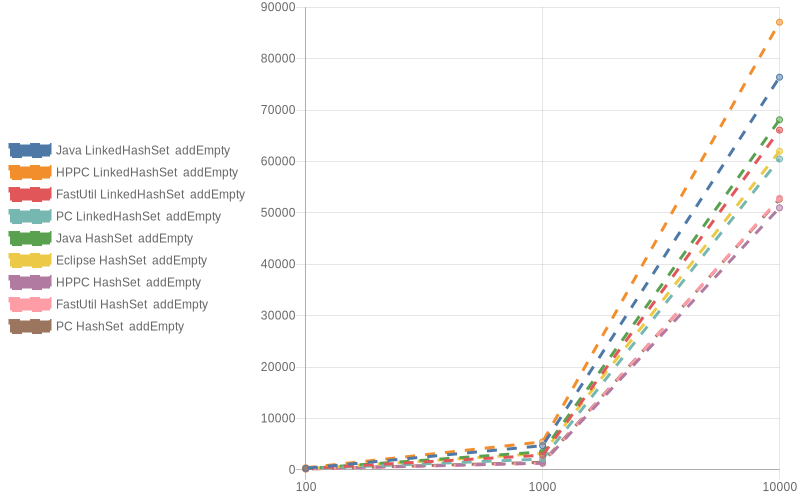 90000
80000
70000
60000
50000
40000
30000
20000
10000
0
Java LinkedHashSet addEmpty
HPPC LinkedHashSet addEmpty
FastUtil LinkedHashSet addEmpty
PC LinkedHashSet addEmpty
Java HashSet addEmpty
Eclipse HashSet addEmpty
HPPC HashSet addEmpty
FastUtil HashSet addEmpty
PC HashSet addEmpty
100 1000 10000